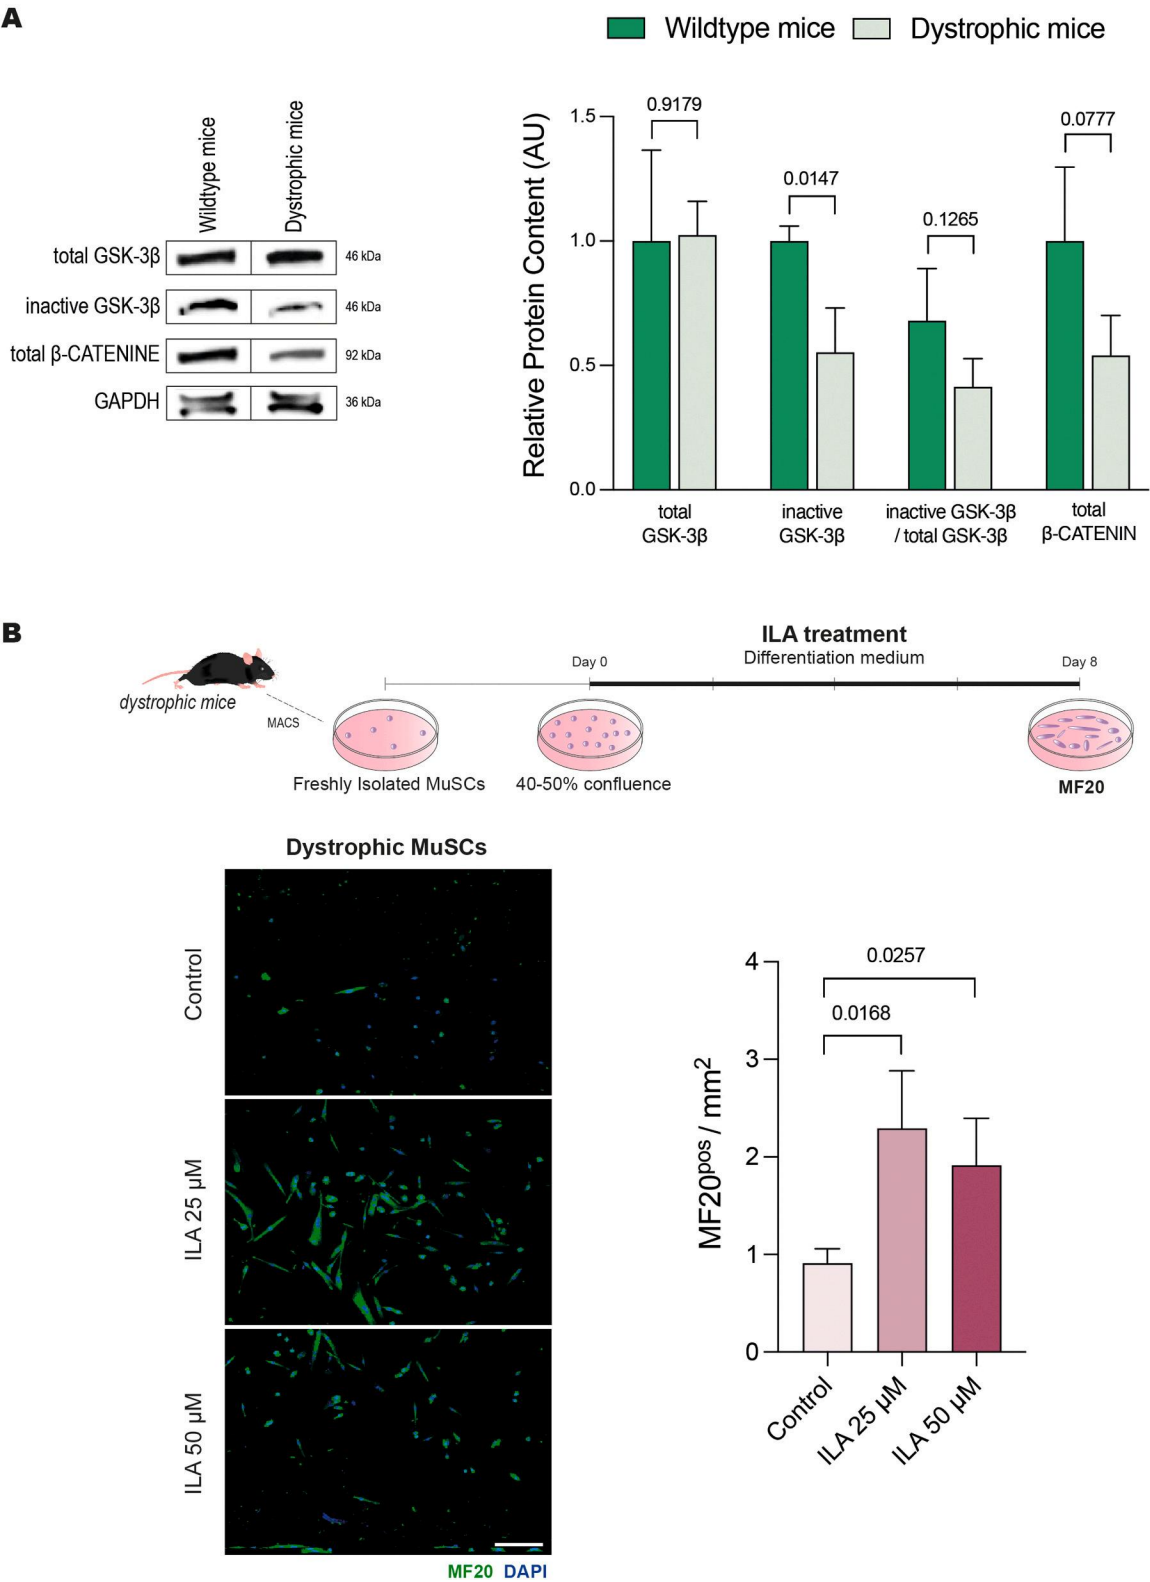 A
Wildtype mice
Dystrophic mice
Wildtype mice
Dystrophic mice
total GSK-3β
46 kDa
inactive GSK-3β
46 kDa
total β-CATENINE
92 kDa
GAPDH
36 kDa
Relative Protein Content (AU)
1.5
1.0
0.5
0.0
0.9179
0.0147
0.1265
0.0777
total
GSK-3β
inactive
GSK-3β
inactive GSK-3β
/ total GSK-3β
total
β-CATENIN
B
ILA treatment
Differentiation medium
Day 0
Day 8
dystrophic mice
MACS
Freshly Isolated MuSCs
40-50% confluence
MF20
Dystrophic MuSCs
Control
ILA 25 µM
ILA 50 µM
MF20 DAPI
MF20pos / mm2
4
3
2
1
0
0.0257
0.0168
Control
ILA 25 µM
ILA 50 µM